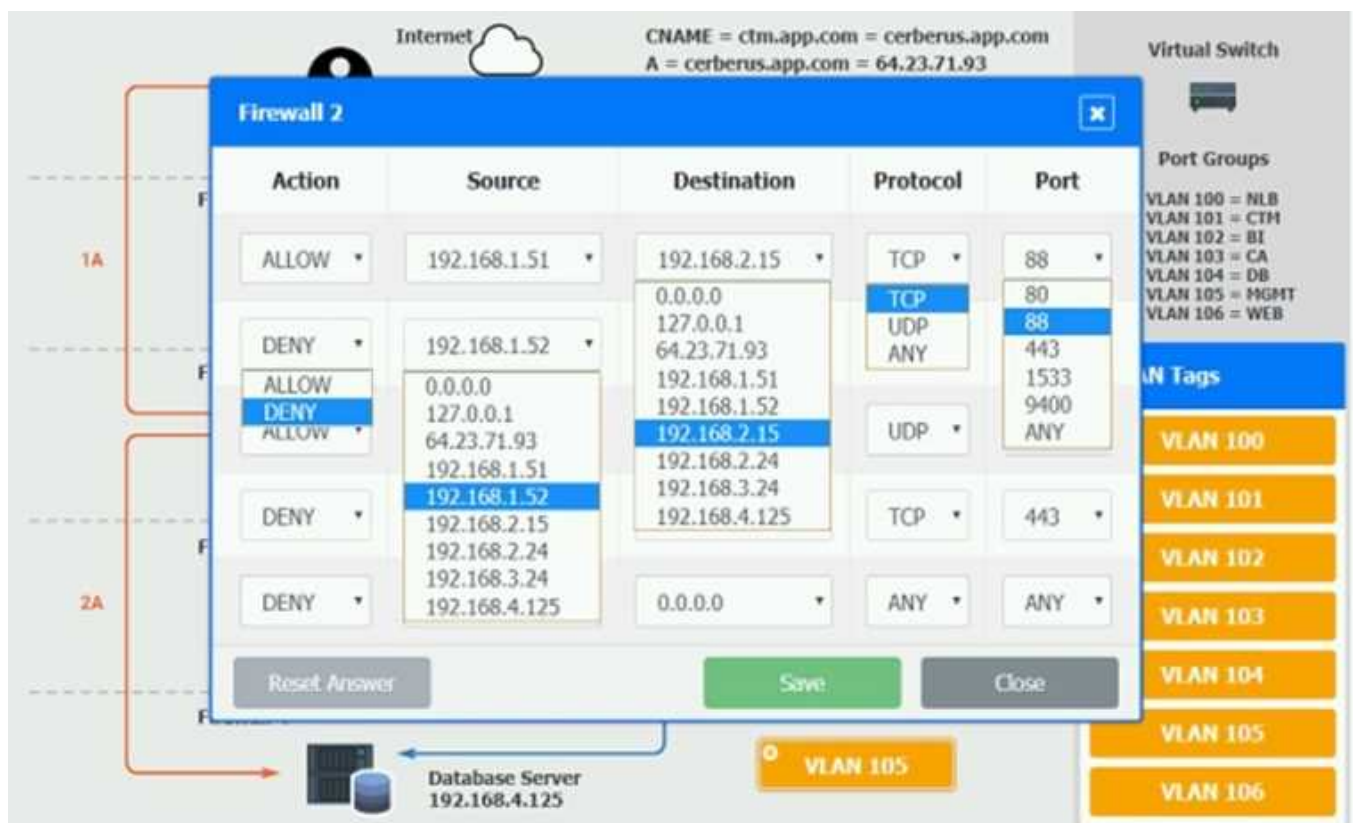 Internet
CNAME = ctm.app.com = cerberus.app.com
A = cerberus.app.com = 64.23.71.93
Virtual Switch
Port Groups
VLAN 100 = NLB
VLAN 101 = CTM
VLAN 102 = BI
VLAN 103 = CA
VLAN 104 = DB
VLAN 105 = MGMT
VLAN 106 = WEB
1A
2A
Firewall 2
Action Source Destination Protocol Port
ALLOW 192.168.1.51 192.168.2.15 TCP 88
0.0.0.0
127.0.0.1
64.23.71.93
192.168.1.51
192.168.1.52
192.168.2.15
192.168.2.24
192.168.3.24
192.168.4.125
TCP
UDP
ANY
80
88
443
1533
9400
ANY
DENY 192.168.1.52
ALLOW
DENY
0.0.0.0
127.0.0.1
64.23.71.93
192.168.1.51
192.168.1.52
192.168.2.15
192.168.2.24
192.168.3.24
192.168.4.125
ALLOW UDP
DENY TCP 443
DENY 0.0.0.0 ANY ANY
Reset Answer Save Close
Tags
VLAN 100
VLAN 101
VLAN 102
VLAN 103
VLAN 104
VLAN 105
VLAN 106
Database Server
192.168.4.125
VLAN 105